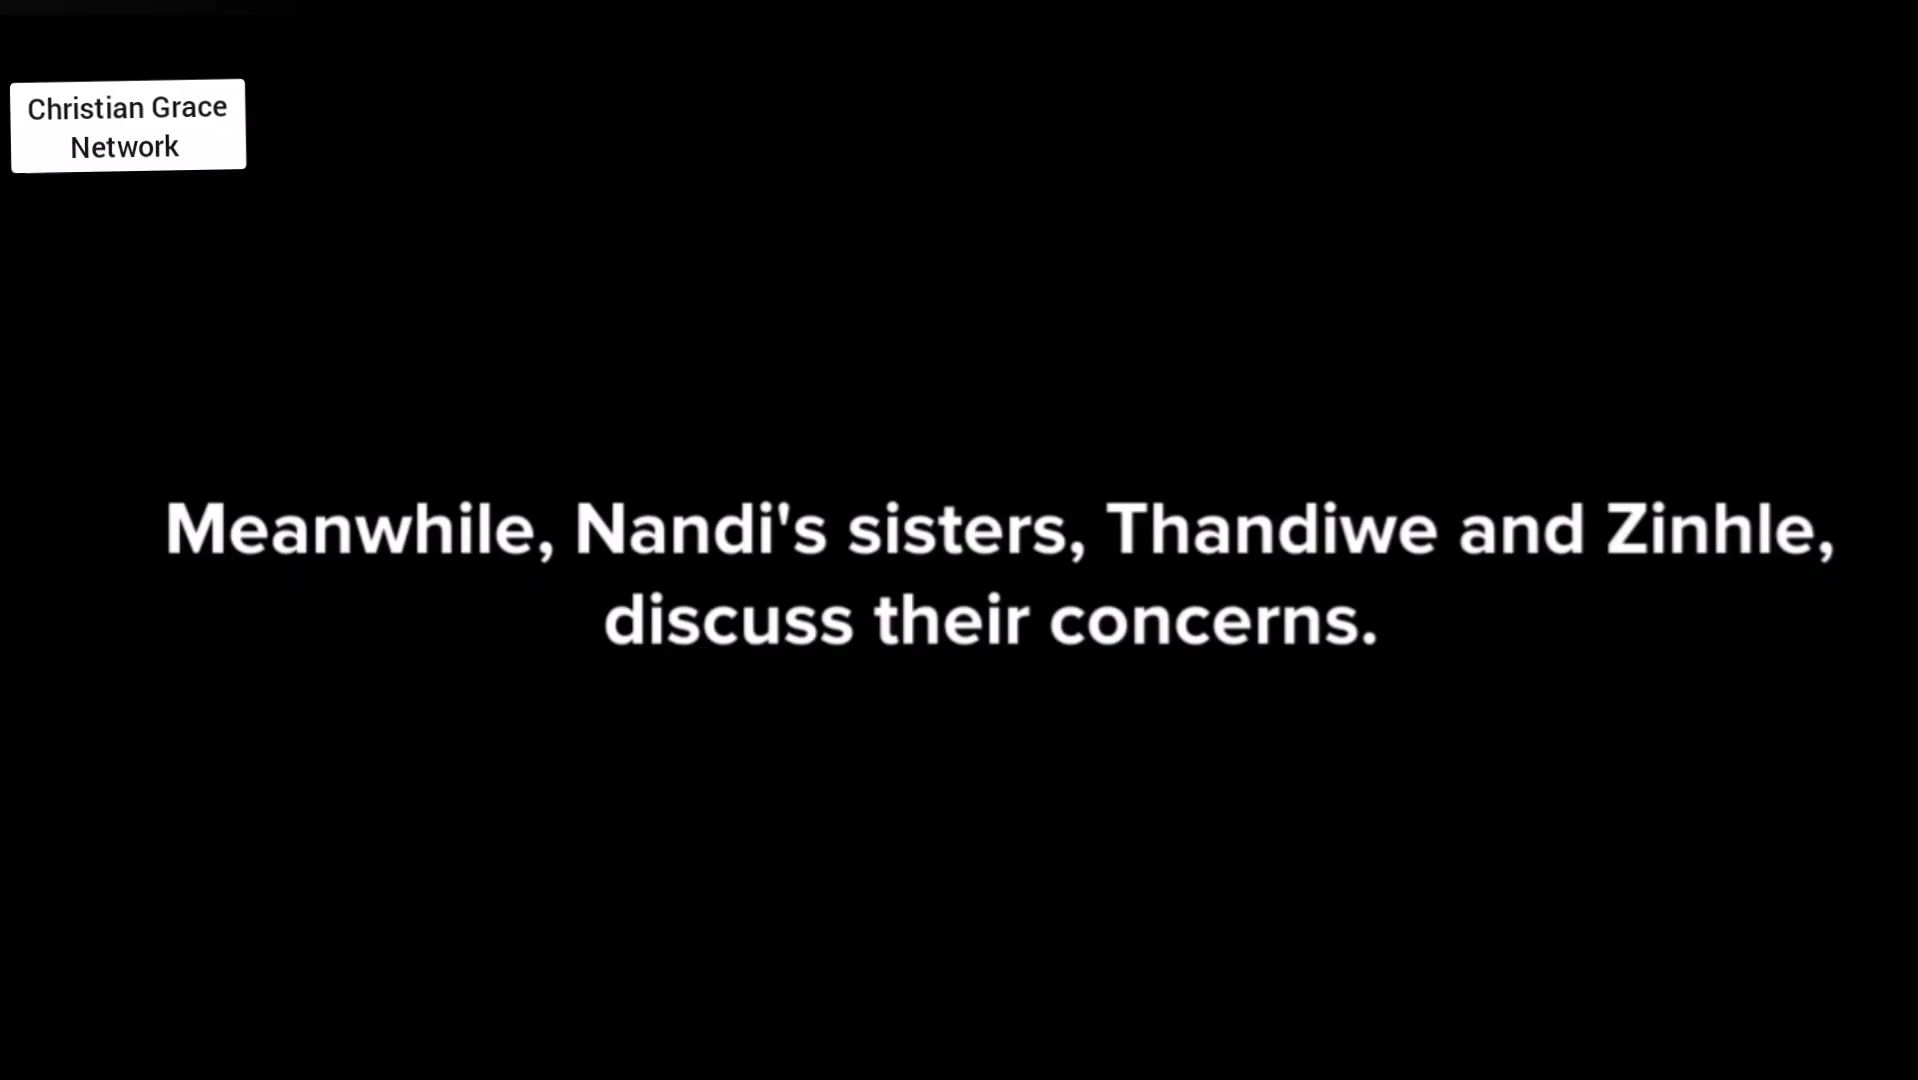 Christian Grace
Network
Meanwhile, Nandi's sisters, Thandiwe and Zinhle,
discuss their concerns.